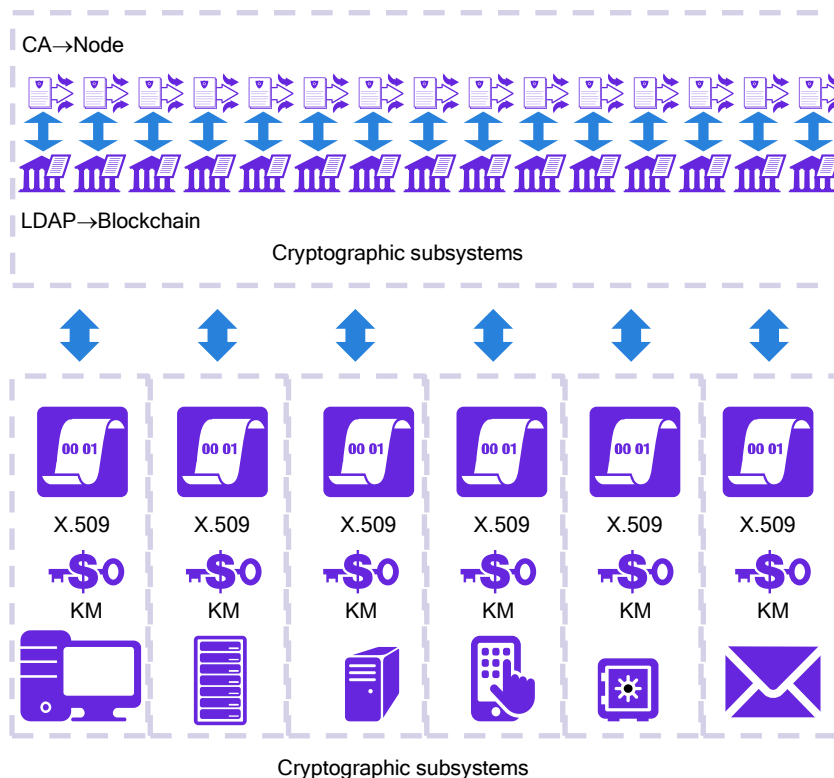 CA→Node
LDAP→Blockchain
Cryptographic subsystems
00 01 00 01 00 01 00 01 00 01 00 01
X.509 X.509 X.509 X.509 X.509 X.509
$ $ $ $ $ $
KM KM KM KM KM KM
Cryptographic subsystems